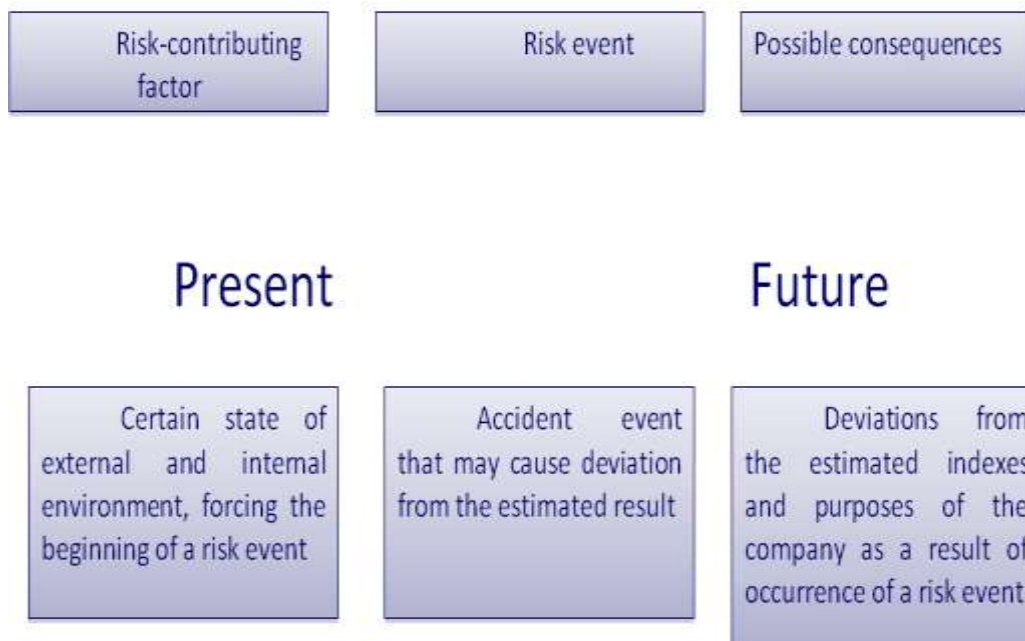 Risk-contributing
factor
Risk event
Possible consequences
Present
Future
Certain state of
external and internal
environment, forcing the
beginning of a risk event
Accident event
that may cause deviation
from the estimated result
Deviations from
the estimated indexes
and purposes of the
company as a result of
occurrence of a risk event